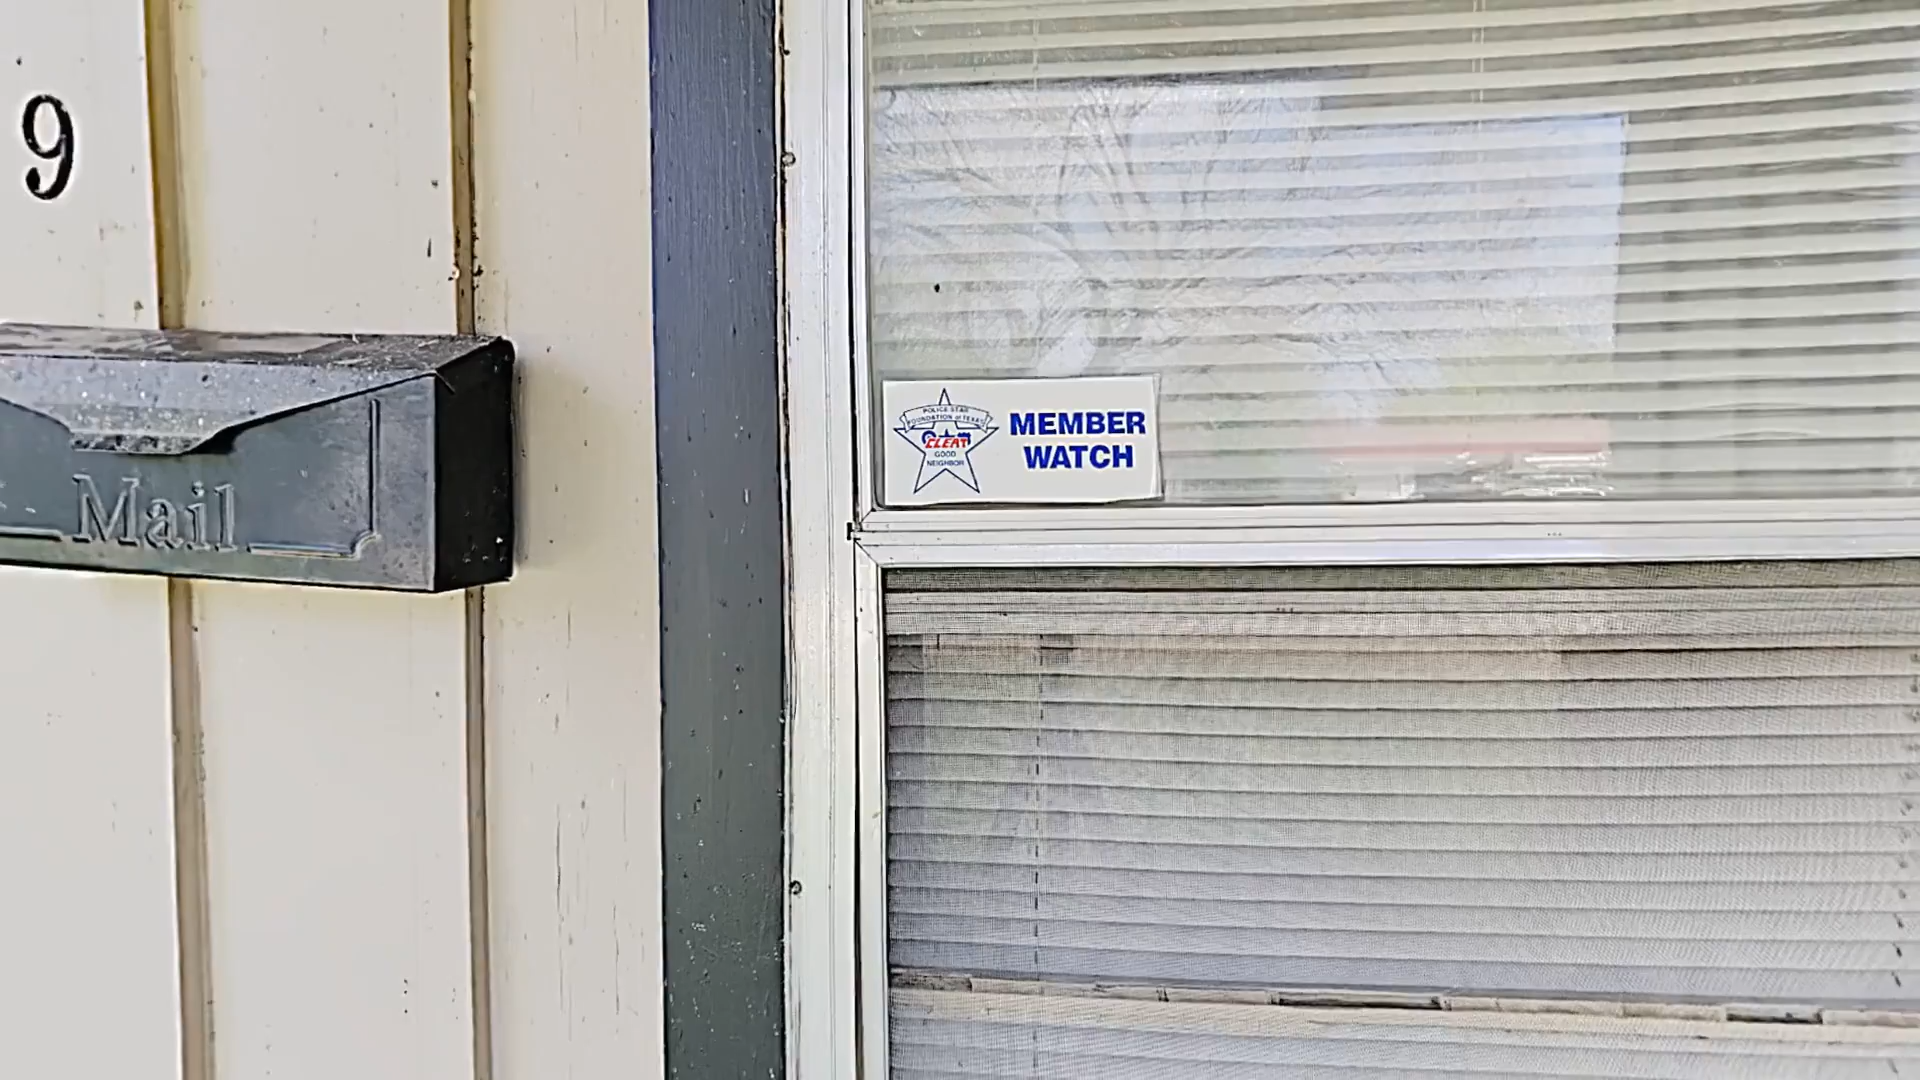 9
Mail
POLICE STAR
FOUNDATION of TEXAS
CLEAT
GOOD
NEIGHBOR
MEMBER
WATCH